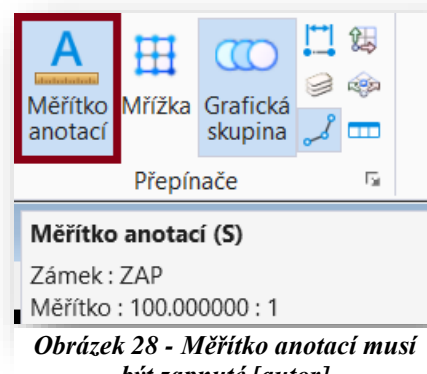 A
Měřítko anotací
Mřížka
Grafická skupina
Přepínače
Měřítko anotací (S)
Zámek : ZAP
Měřítko : 100.000000 : 1
Obrázek 28 - Měřítko anotací musí
být zapnuté [autor]